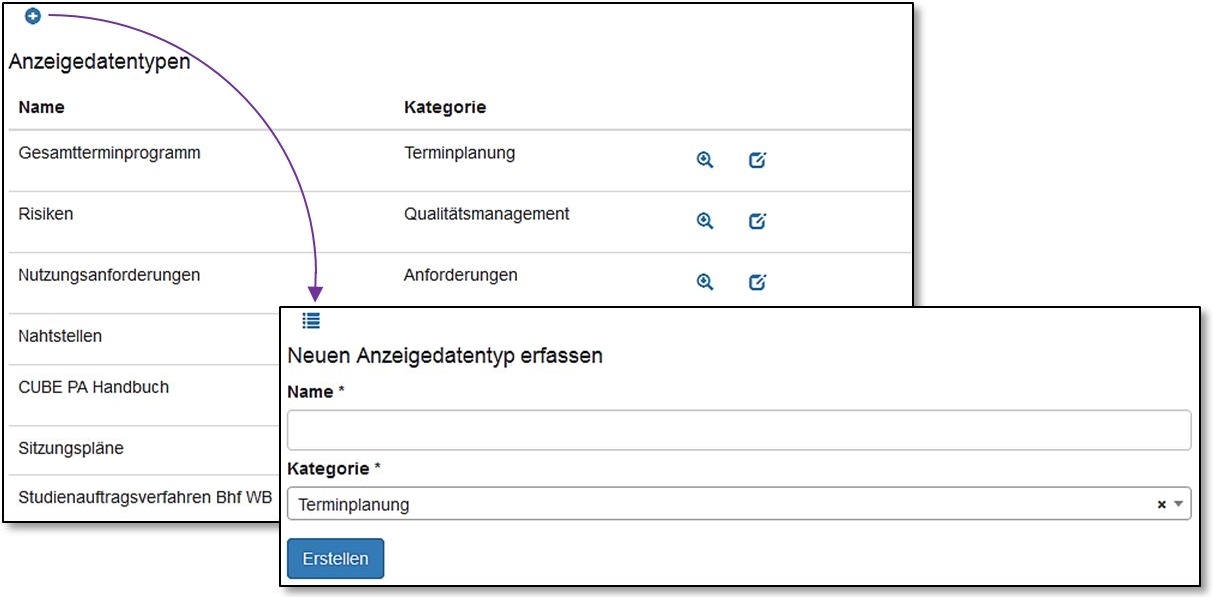 Anzeigedatentypen
Name Kategorie
Gesamtterminprogramm Terminplanung
Risiken Qualitätsmanagement
Nutzungsanforderungen Anforderungen
Nahtstellen
CUBE PA Handbuch
Sitzungspläne
Studienauftragsverfahren Bhf WB
Neuen Anzeigedatentyp erfassen
Name *
Kategorie *
Terminplanung
Erstellen